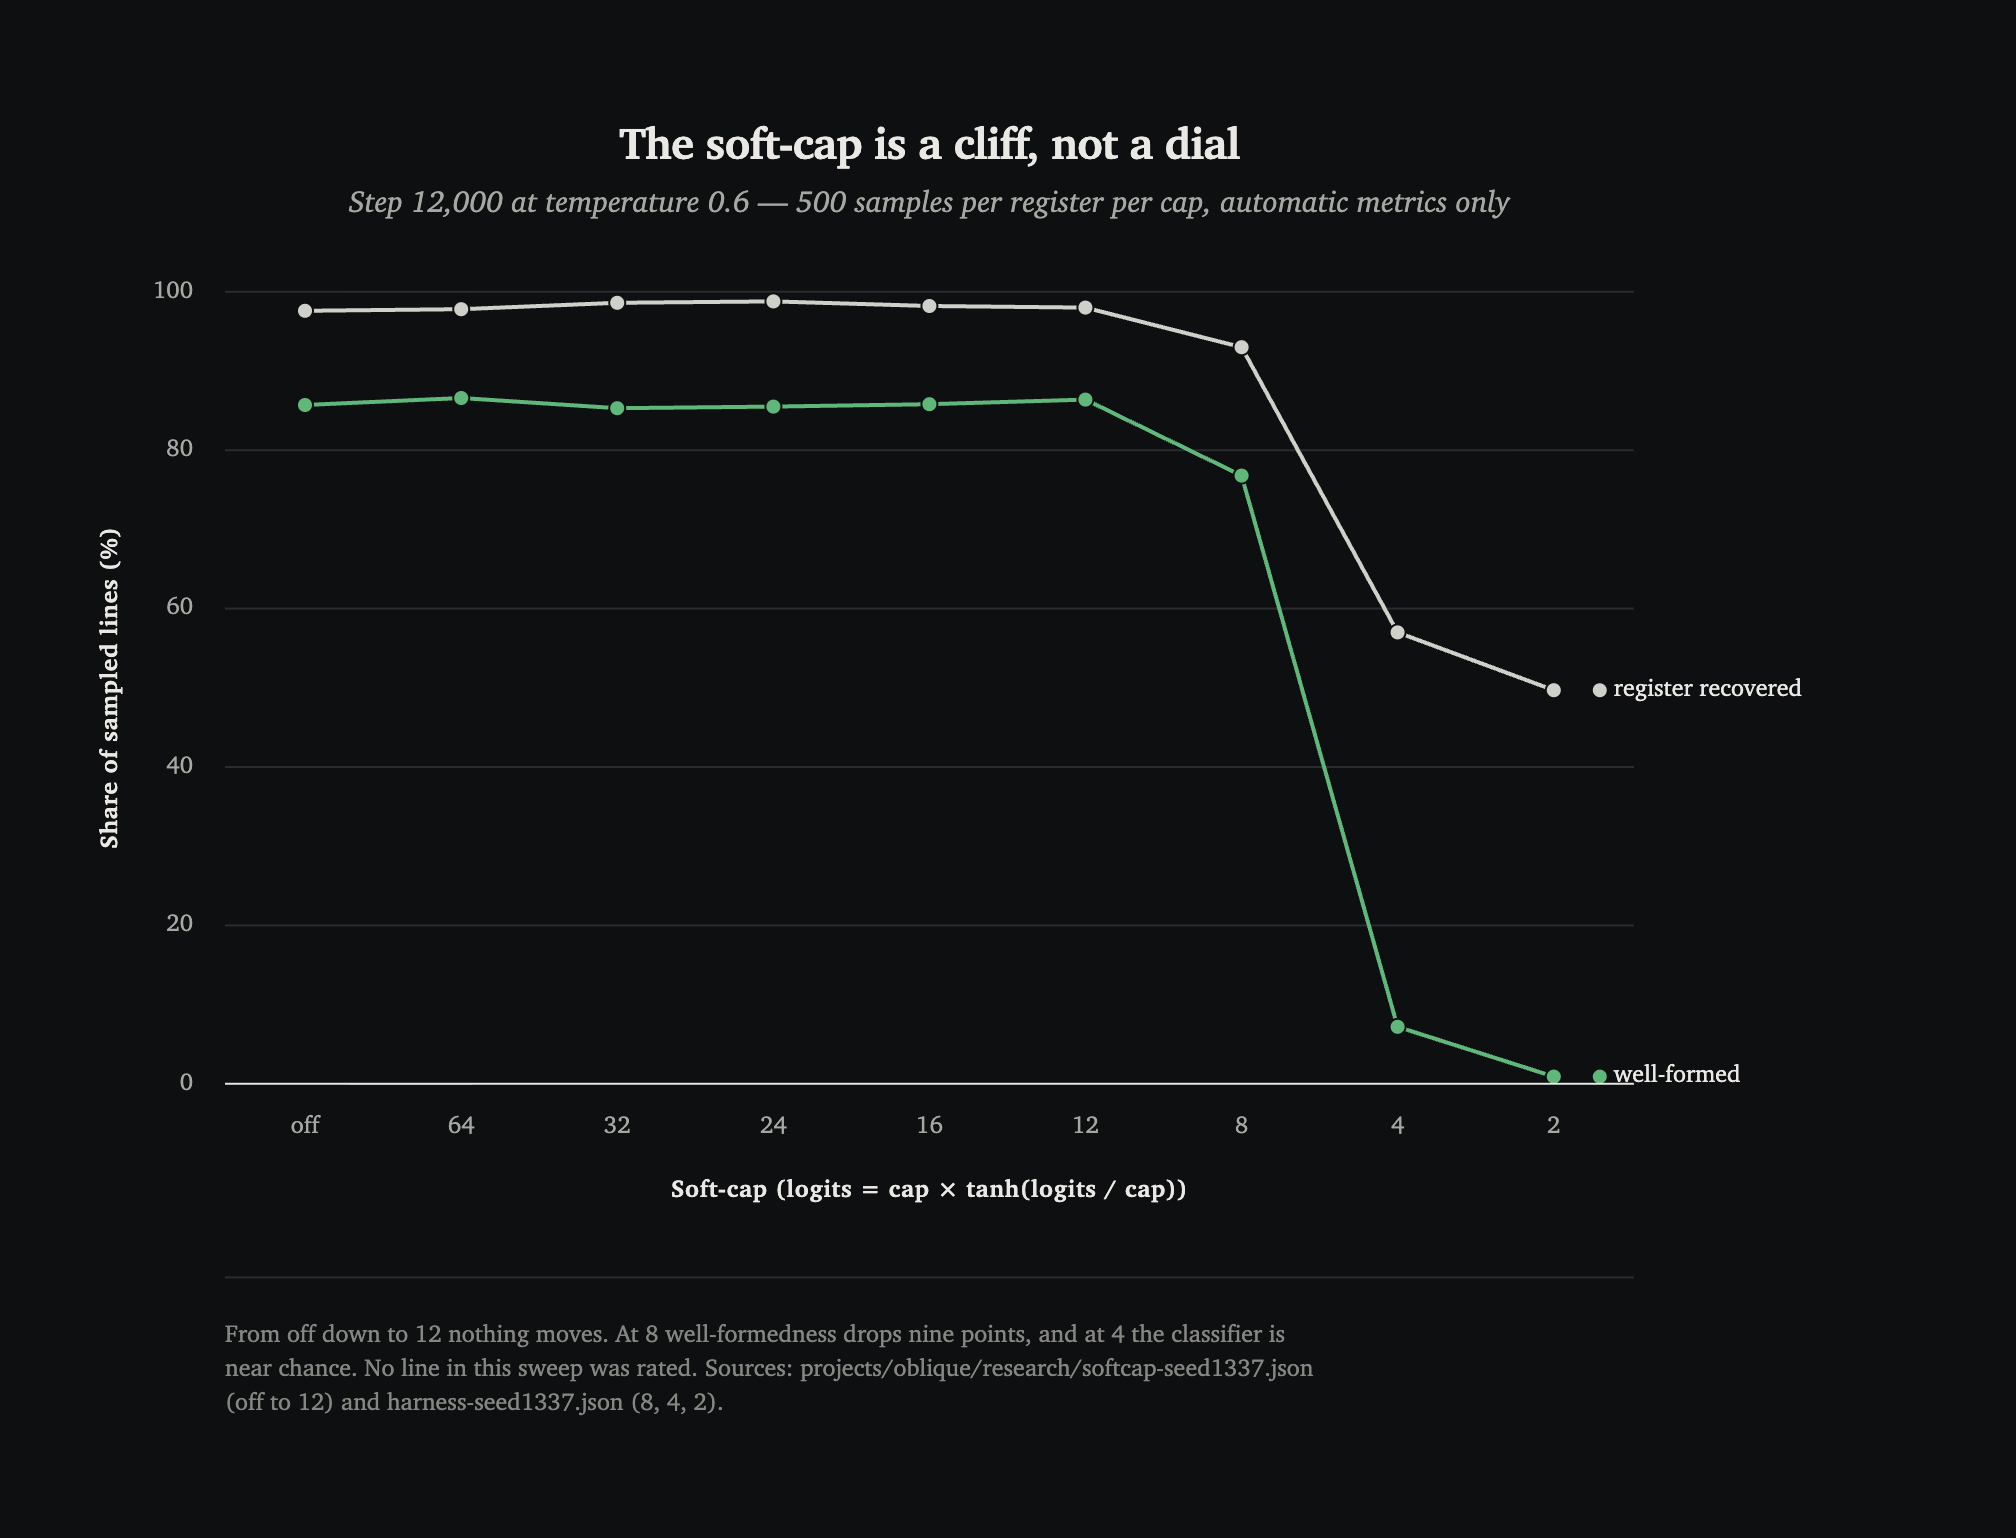 The soft-cap is a cliff, not a dial
Step 12,000 at temperature 0.6 — 500 samples per register per cap, automatic metrics only
Share of sampled lines (%)
100
80
60
40
20
0
register recovered
well-formed
off 64 32 24 16 12 8 4 2
Soft-cap (logits = cap × tanh(logits / cap))
From off down to 12 nothing moves. At 8 well-formedness drops nine points, and at 4 the classifier is
near chance. No line in this sweep was rated. Sources: projects/oblique/research/softcap-seed1337.json
(off to 12) and harness-seed1337.json (8, 4, 2).